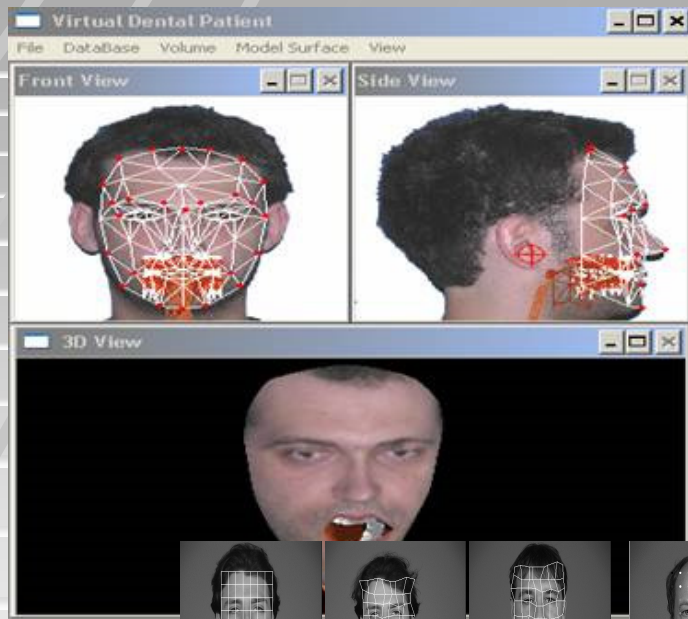 Virtual Dental Patient
File DataBase Volume Model Surface View
Front View
Side View
3D View